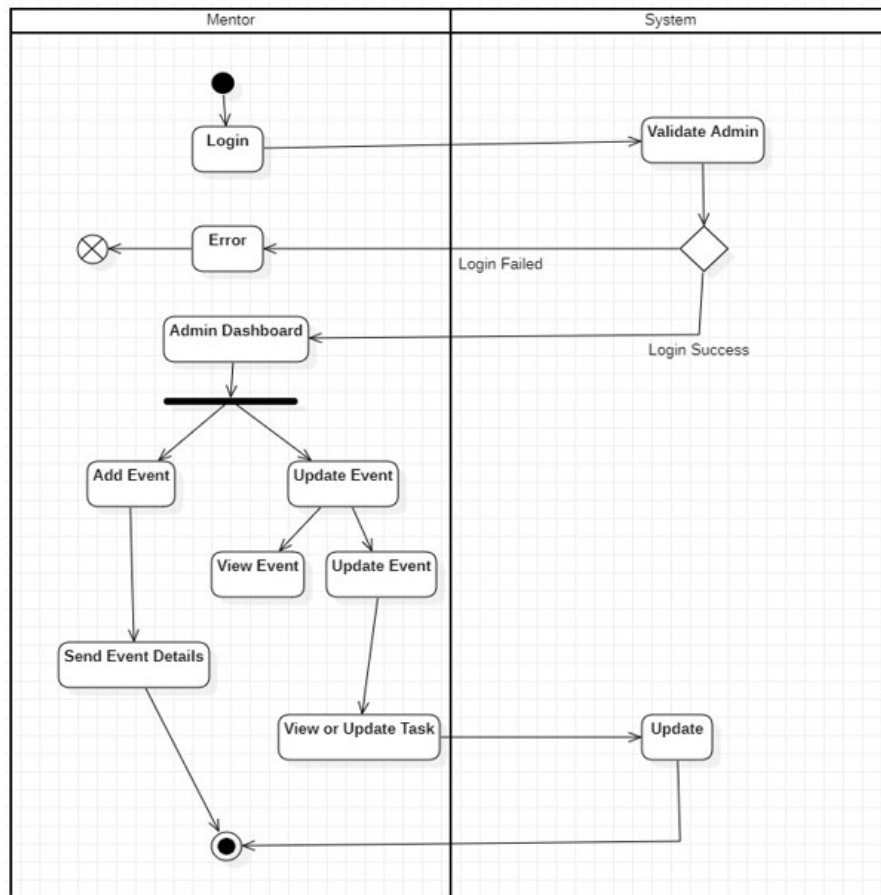 Mentor
System
Login
Validate Admin
Error
Login Failed
Admin Dashboard
Login Success
Add Event
Update Event
View Event
Update Event
Send Event Details
View or Update Task
Update